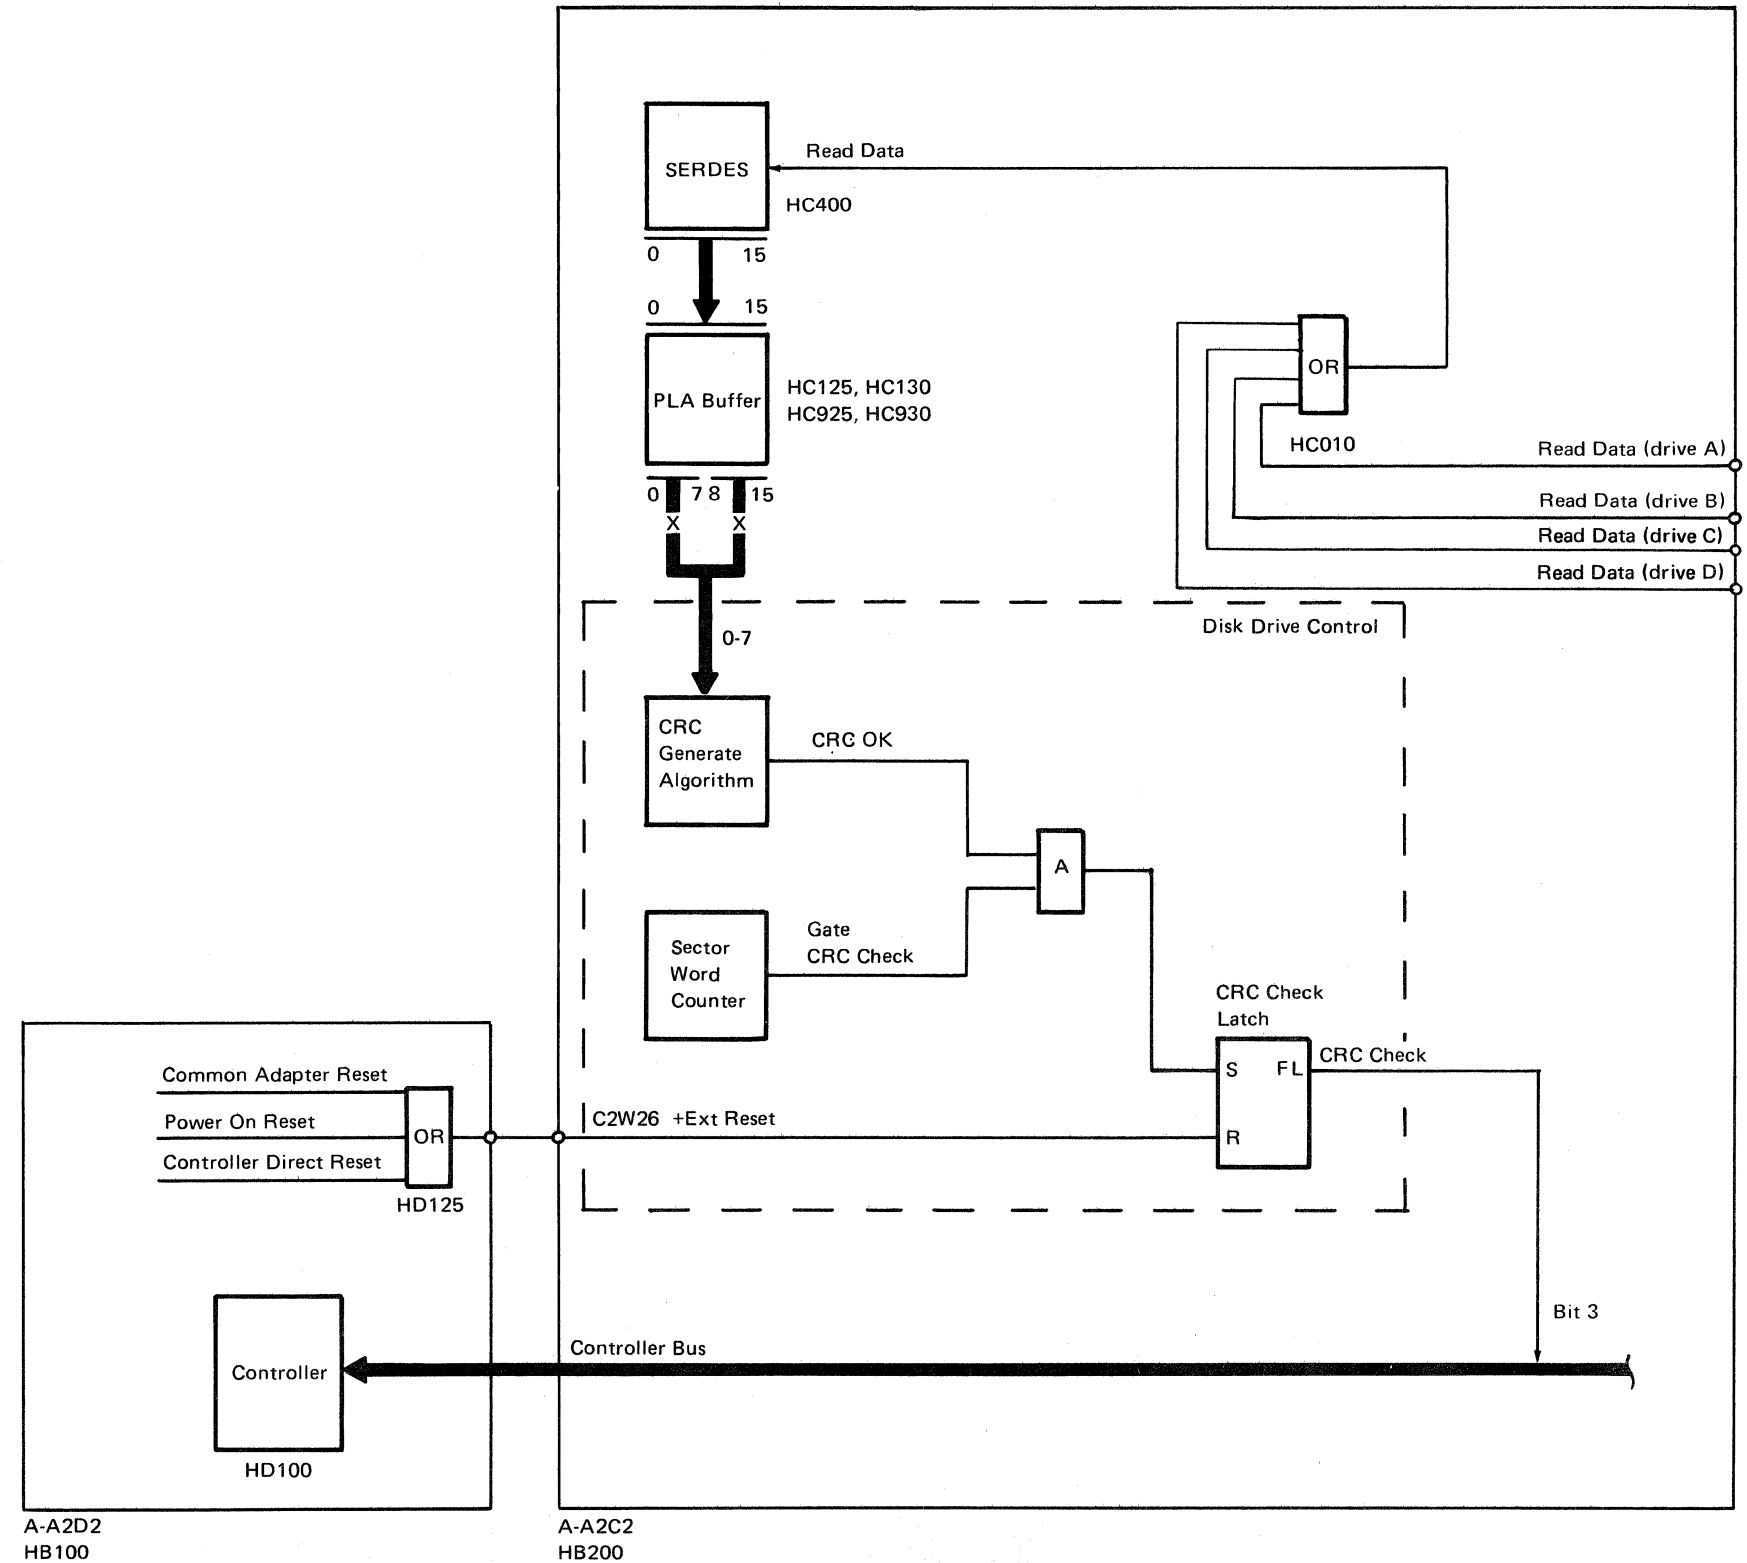 SERDES
Read Data
HC400
0 15
0 15
PLA Buffer
HC125, HC130
HC925, HC930
OR
HC010
Read Data (drive A)
Read Data (drive B)
Read Data (drive C)
Read Data (drive D)
0 7 8 15
X X
0-7
Disk Drive Control
CRC
Generate
Algorithm
CRC OK
A
Sector
Word
Counter
Gate
CRC Check
CRC Check
Latch
S FL
R
CRC Check
Common Adapter Reset
Power On Reset
Controller Direct Reset
OR
HD125
C2W26 +Ext Reset
Bit 3
Controller Bus
Controller
HD100
A-A2D2
HB100
A-A2C2
HB200